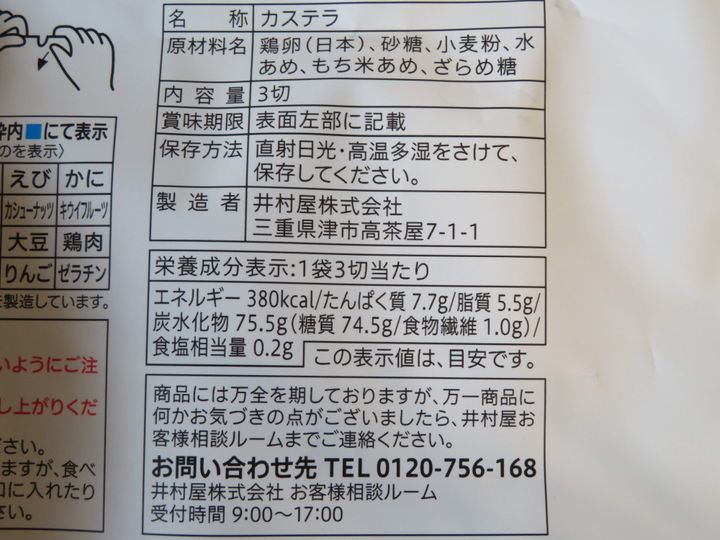 名称 カステラ
原材料名 鶏卵(日本)、砂糖、小麦粉、水
あめ、もち米あめ、ざらめ糖
内容量 3切
賞味期限 表面左部に記載
保存方法 直射日光・高温多湿をさけて、
保存してください。
製造者 井村屋株式会社
三重県津市高茶屋7-1-1
栄養成分表示:1袋3切当たり
エネルギー 380kcal/たんぱく質 7.7g/脂質 5.5g/
炭水化物 75.5g(糖質 74.5g/食物繊維 1.0g)/
食塩相当量 0.2g
この表示値は、目安です。
商品には万全を期しておりますが、万一商品に
何かお気づきの点がございましたら、井村屋お
客様相談ルームまでご連絡ください。
お問い合わせ先 TEL 0120-756-168
井村屋株式会社 お客様相談ルーム
受付時間 9:00〜17:00
枠内■にて表示
のを表示〉
えび かに
カシューナッツ キウイフルーツ
大豆 鶏肉
りんご ゼラチン
製造しています。
いようにご注
し上がりくだ
ださい。
ますが、食べ
口に入れたり
さい。